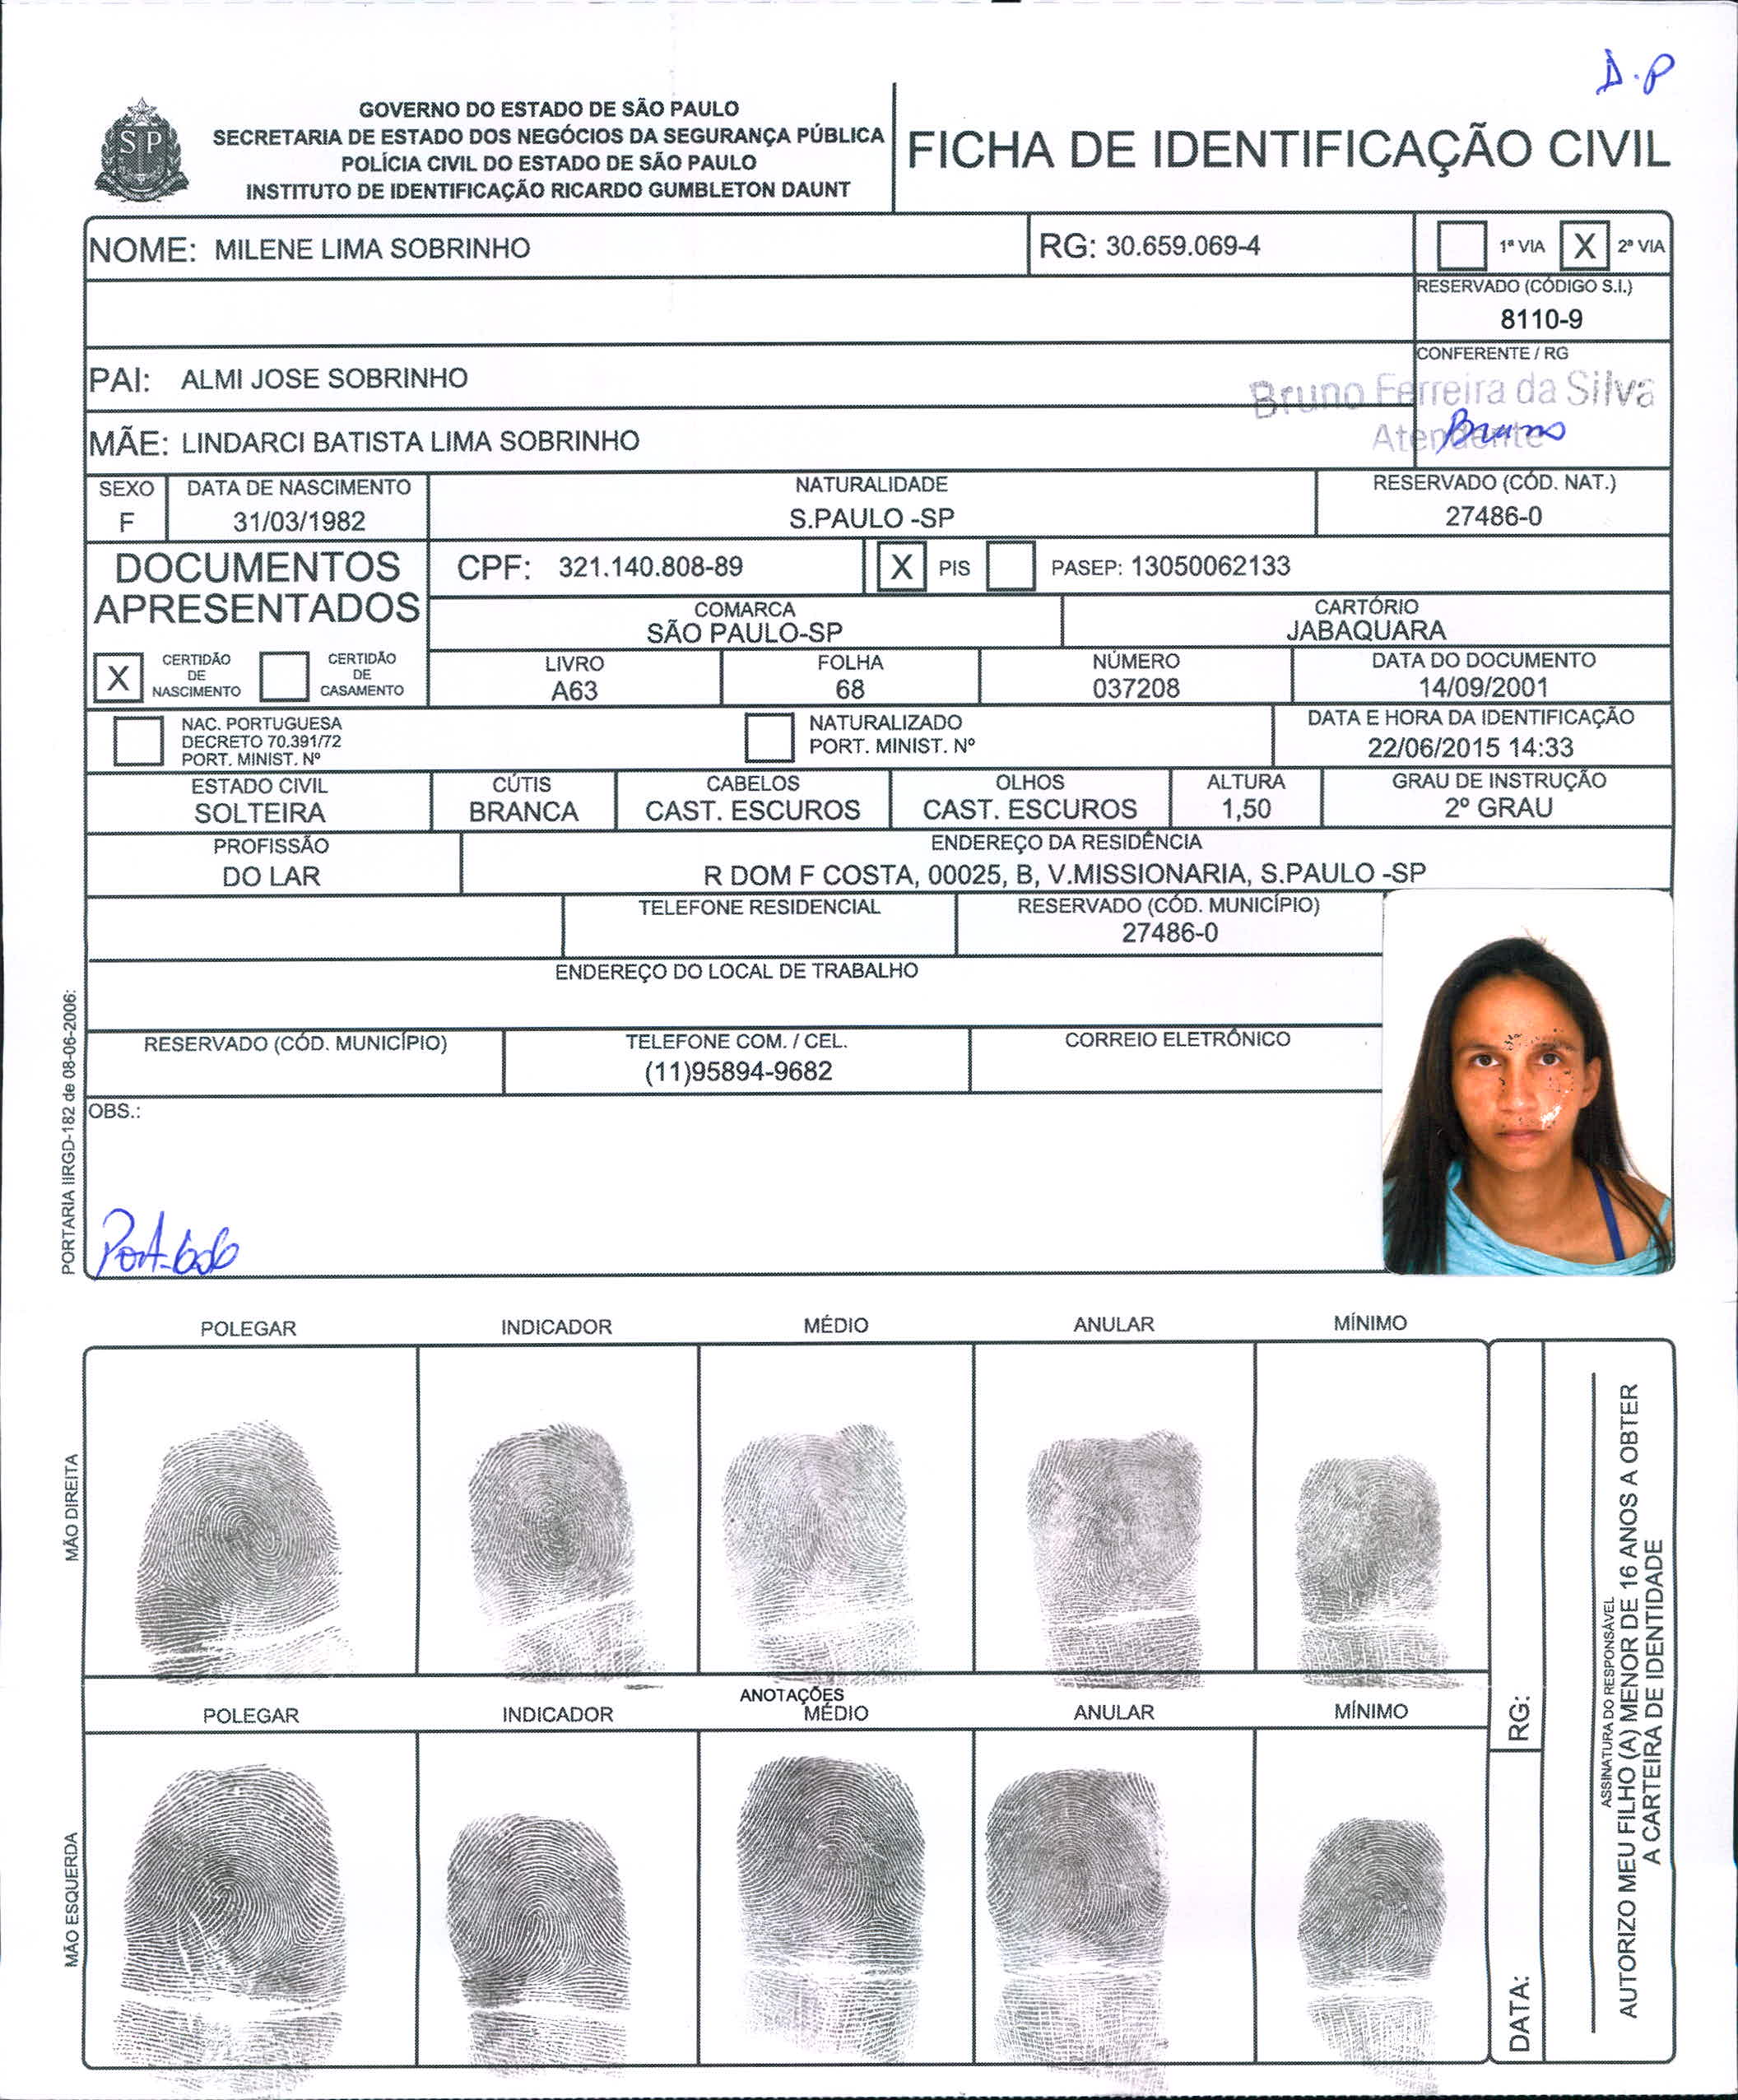 D.P
GOVERNO DO ESTADO DE SÃO PAULO
SECRETARIA DE ESTADO DOS NEGÓCIOS DA SEGURANÇA PÚBLICA
POLÍCIA CIVIL DO ESTADO DE SÃO PAULO
INSTITUTO DE IDENTIFICAÇÃO RICARDO GUMBLETON DAUNT
SP
FICHA DE IDENTIFICAÇÃO CIVIL
NOME: MILENE LIMA SOBRINHO
RG: 30.659.069-4
1ª VIA X 2ª VIA
RESERVADO (CÓDIGO S.I.)
8110-9
PAI: ALMI JOSE SOBRINHO
CONFERENTE / RG
Bruno Ferreira da Silva
Atendente
Bruno
MÃE: LINDARCI BATISTA LIMA SOBRINHO
SEXO
F
DATA DE NASCIMENTO
31/03/1982
NATURALIDADE
S.PAULO -SP
RESERVADO (CÓD. NAT.)
27486-0
DOCUMENTOS
APRESENTADOS
CPF: 321.140.808-89
X PIS PASEP: 13050062133
COMARCA
SÃO PAULO-SP
CARTÓRIO
JABAQUARA
X CERTIDÃO
DE
NASCIMENTO
CERTIDÃO
DE
CASAMENTO
LIVRO
A63
FOLHA
68
NÚMERO
037208
DATA DO DOCUMENTO
14/09/2001
NAC. PORTUGUESA
DECRETO 70.391/72
PORT. MINIST. Nº
NATURALIZADO
PORT. MINIST. Nº
DATA E HORA DA IDENTIFICAÇÃO
22/06/2015 14:33
ESTADO CIVIL
SOLTEIRA
CÚTIS
BRANCA
CABELOS
CAST. ESCUROS
OLHOS
CAST. ESCUROS
ALTURA
1,50
GRAU DE INSTRUÇÃO
2º GRAU
PROFISSÃO
DO LAR
ENDEREÇO DA RESIDÊNCIA
R DOM F COSTA, 00025, B, V.MISSIONARIA, S.PAULO -SP
TELEFONE RESIDENCIAL
RESERVADO (CÓD. MUNICÍPIO)
27486-0
ENDEREÇO DO LOCAL DE TRABALHO
RESERVADO (CÓD. MUNICÍPIO)
TELEFONE COM. / CEL.
(11)95894-9682
CORREIO ELETRÔNICO
OBS.:
PORTARIA IIRGD-182 de 08-06-2006:
POLEGAR INDICADOR MÉDIO ANULAR MÍNIMO
MÃO DIREITA
ANOTAÇÕES
POLEGAR INDICADOR MÉDIO ANULAR MÍNIMO
MÃO ESQUERDA
RG:
DATA:
ASSINATURA DO RESPONSÁVEL
AUTORIZO MEU FILHO (A) MENOR DE 16 ANOS A OBTER
A CARTEIRA DE IDENTIDADE